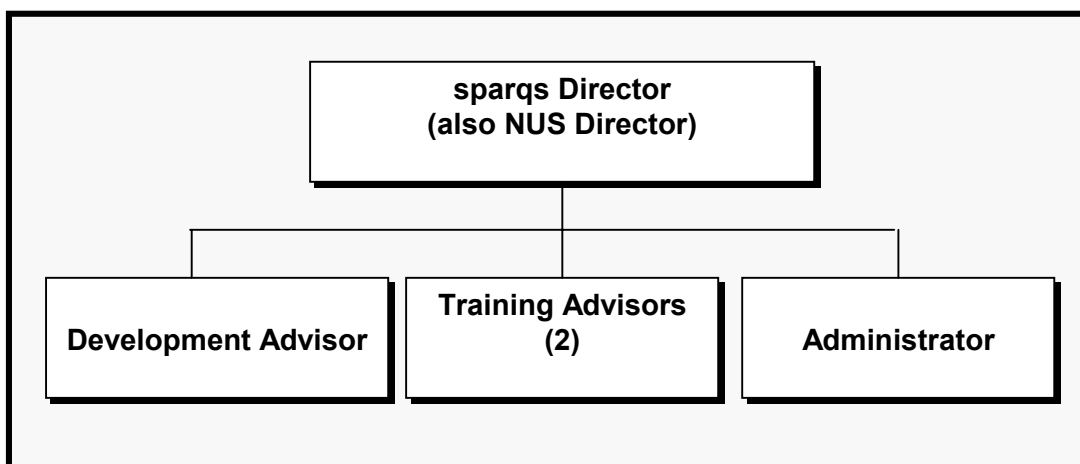 sparqs Director
(also NUS Director)
Development Advisor
Training Advisors
(2)
Administrator